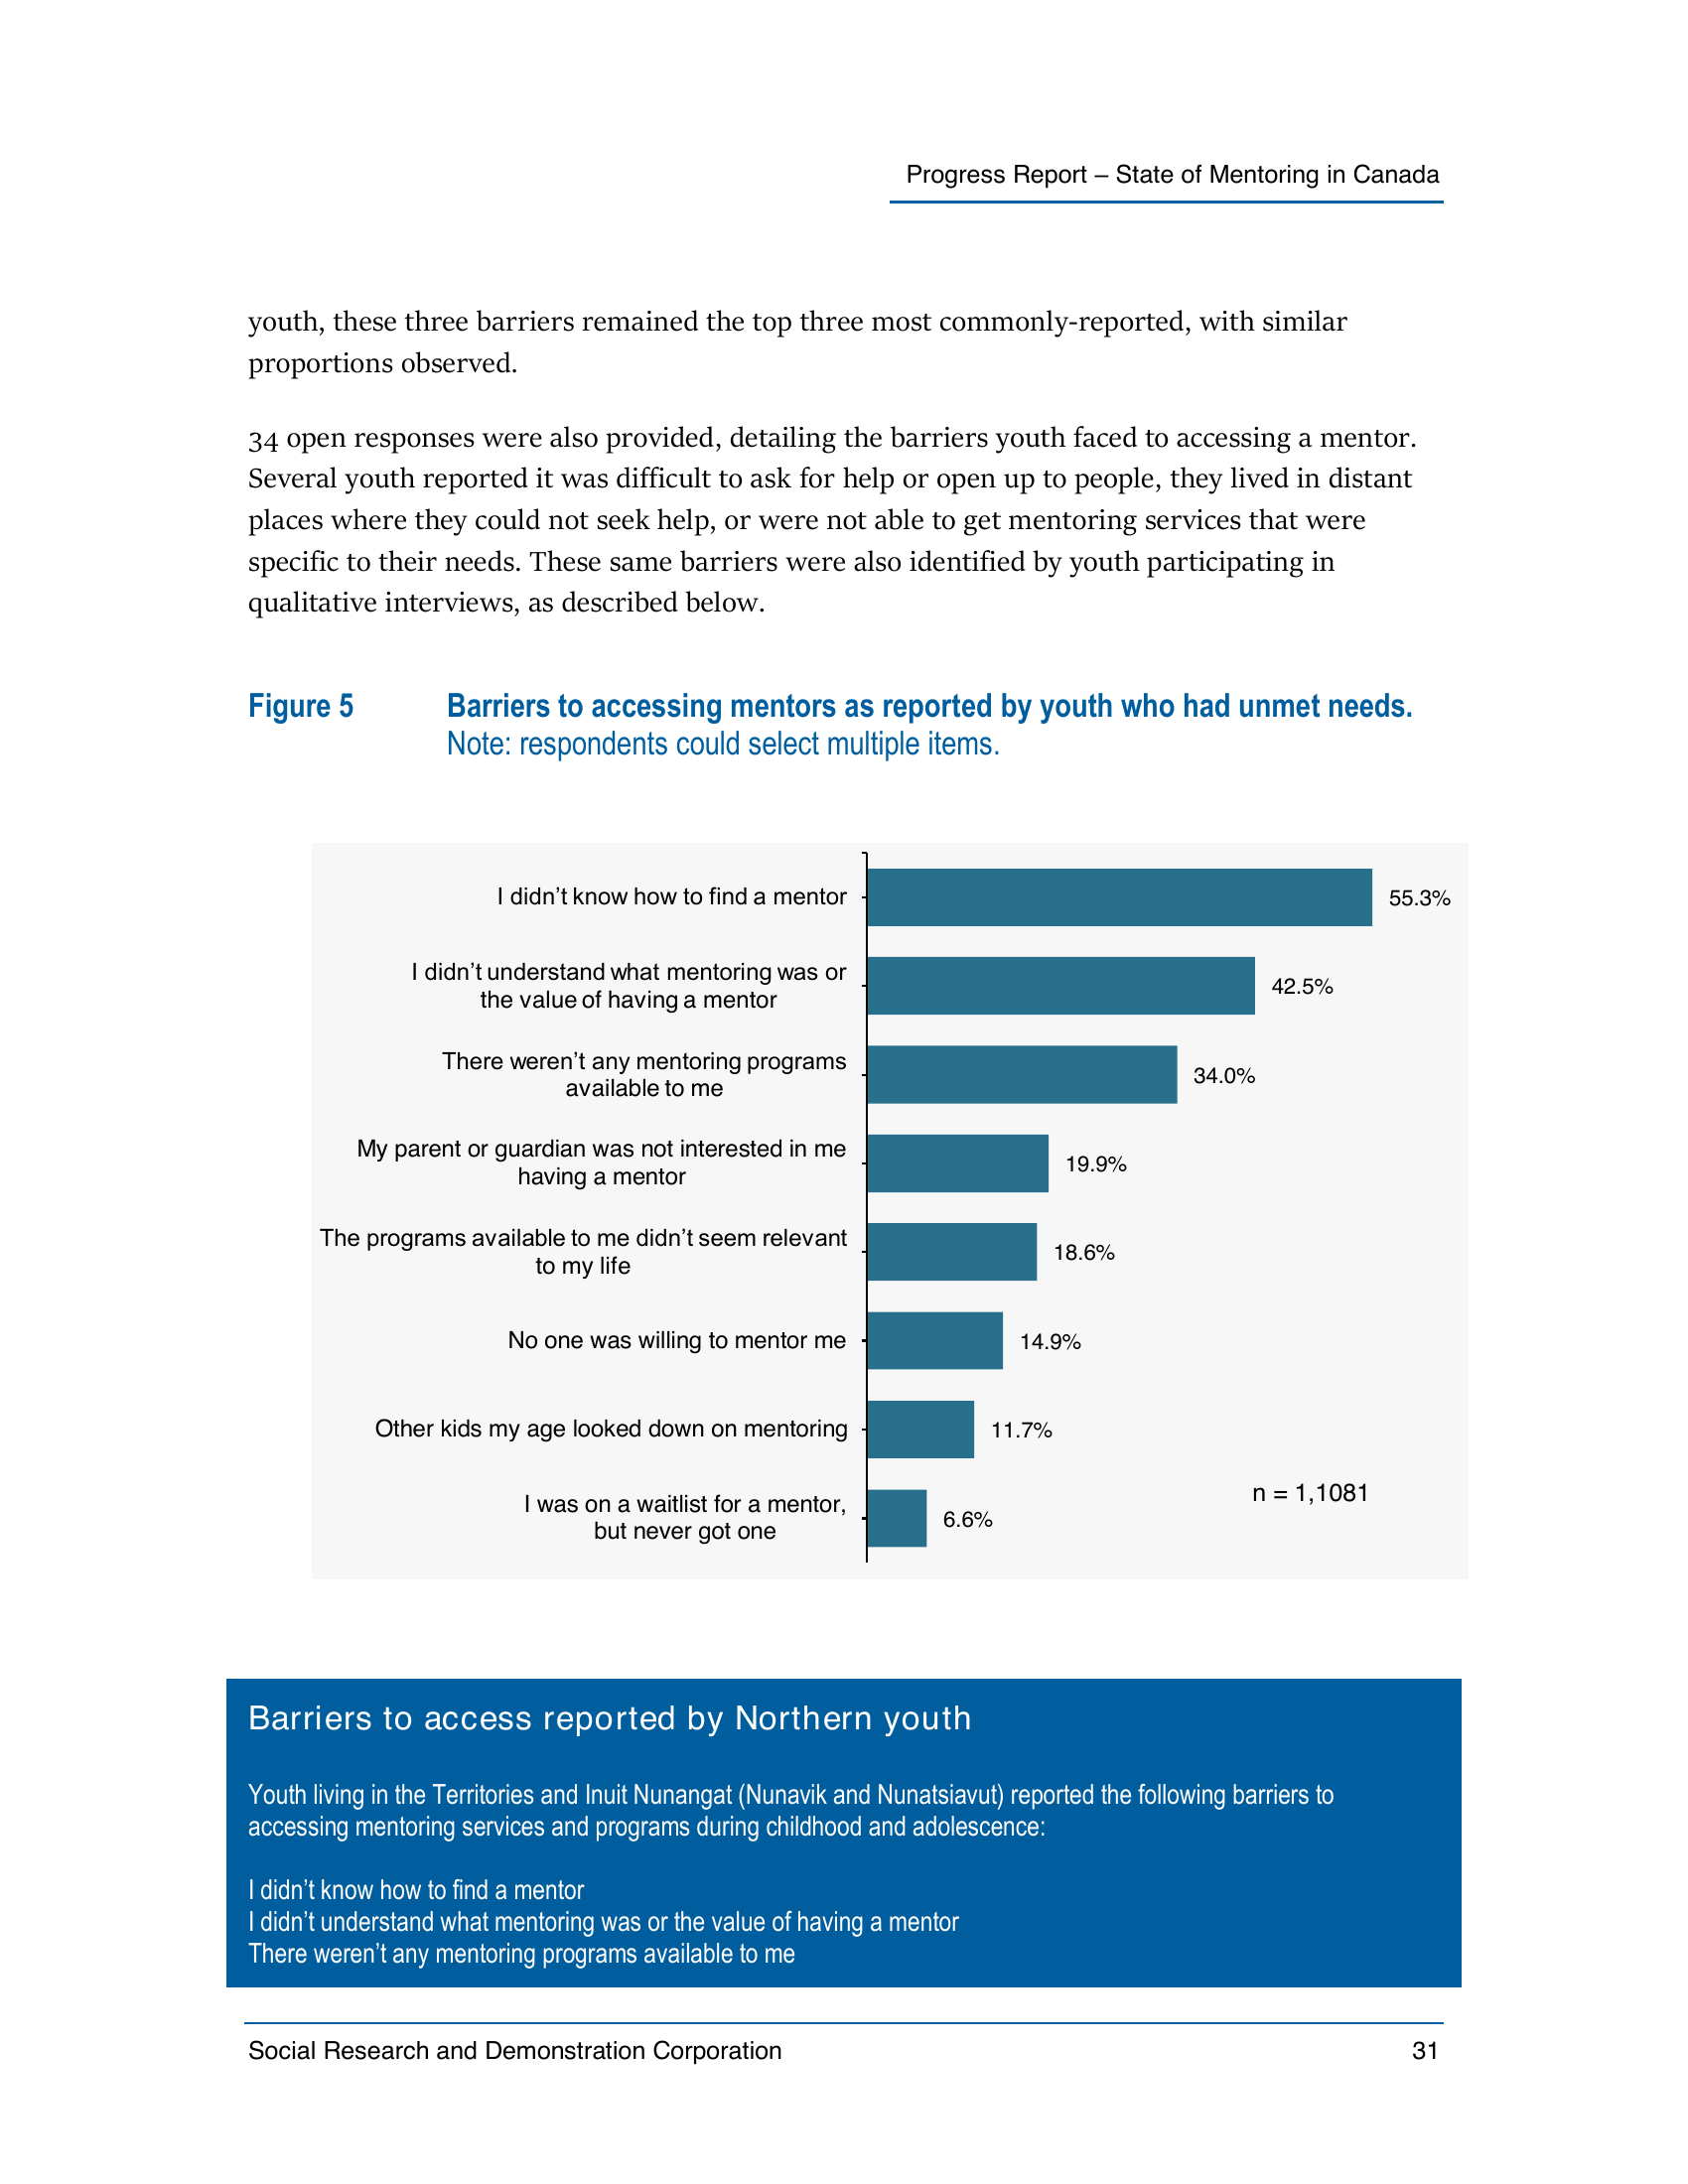 Progress Report – State of Mentoring in Canada
youth, these three barriers remained the top three most commonly-reported, with similar
proportions observed.
34 open responses were also provided, detailing the barriers youth faced to accessing a mentor.
Several youth reported it was difficult to ask for help or open up to people, they lived in distant
places where they could not seek help, or were not able to get mentoring services that were
specific to their needs. These same barriers were also identified by youth participating in
qualitative interviews, as described below.
Figure 5 Barriers to accessing mentors as reported by youth who had unmet needs.
Note: respondents could select multiple items.
I didn’t know how to find a mentor 55.3%
I didn’t understand what mentoring was or
the value of having a mentor 42.5%
There weren’t any mentoring programs
available to me 34.0%
My parent or guardian was not interested in me
having a mentor 19.9%
The programs available to me didn’t seem relevant
to my life 18.6%
No one was willing to mentor me 14.9%
Other kids my age looked down on mentoring 11.7%
I was on a waitlist for a mentor,
but never got one 6.6%
n = 1,1081
Barriers to access reported by Northern youth
Youth living in the Territories and Inuit Nunangat (Nunavik and Nunatsiavut) reported the following barriers to
accessing mentoring services and programs during childhood and adolescence:
I didn’t know how to find a mentor
I didn’t understand what mentoring was or the value of having a mentor
There weren’t any mentoring programs available to me
Social Research and Demonstration Corporation 31